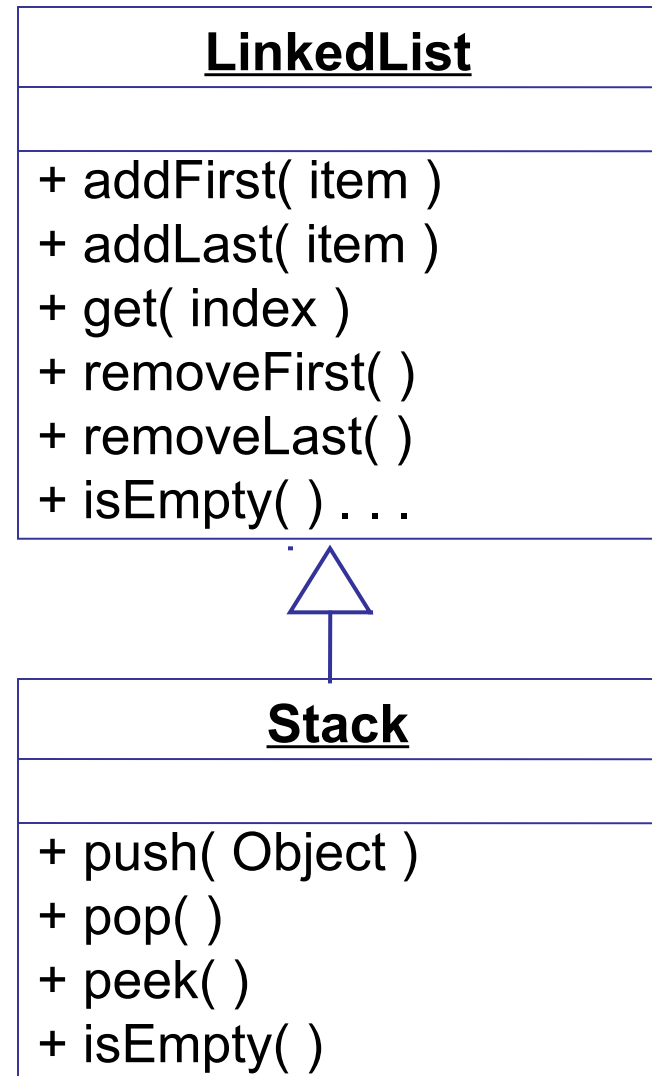 LinkedList
+ addFirst( item )
+ addLast( item )
+ get( index )
+ removeFirst( )
+ removeLast( )
+ isEmpty( ) . . .
Stack
+ push( Object )
+ pop( )
+ peek( )
+ isEmpty( )